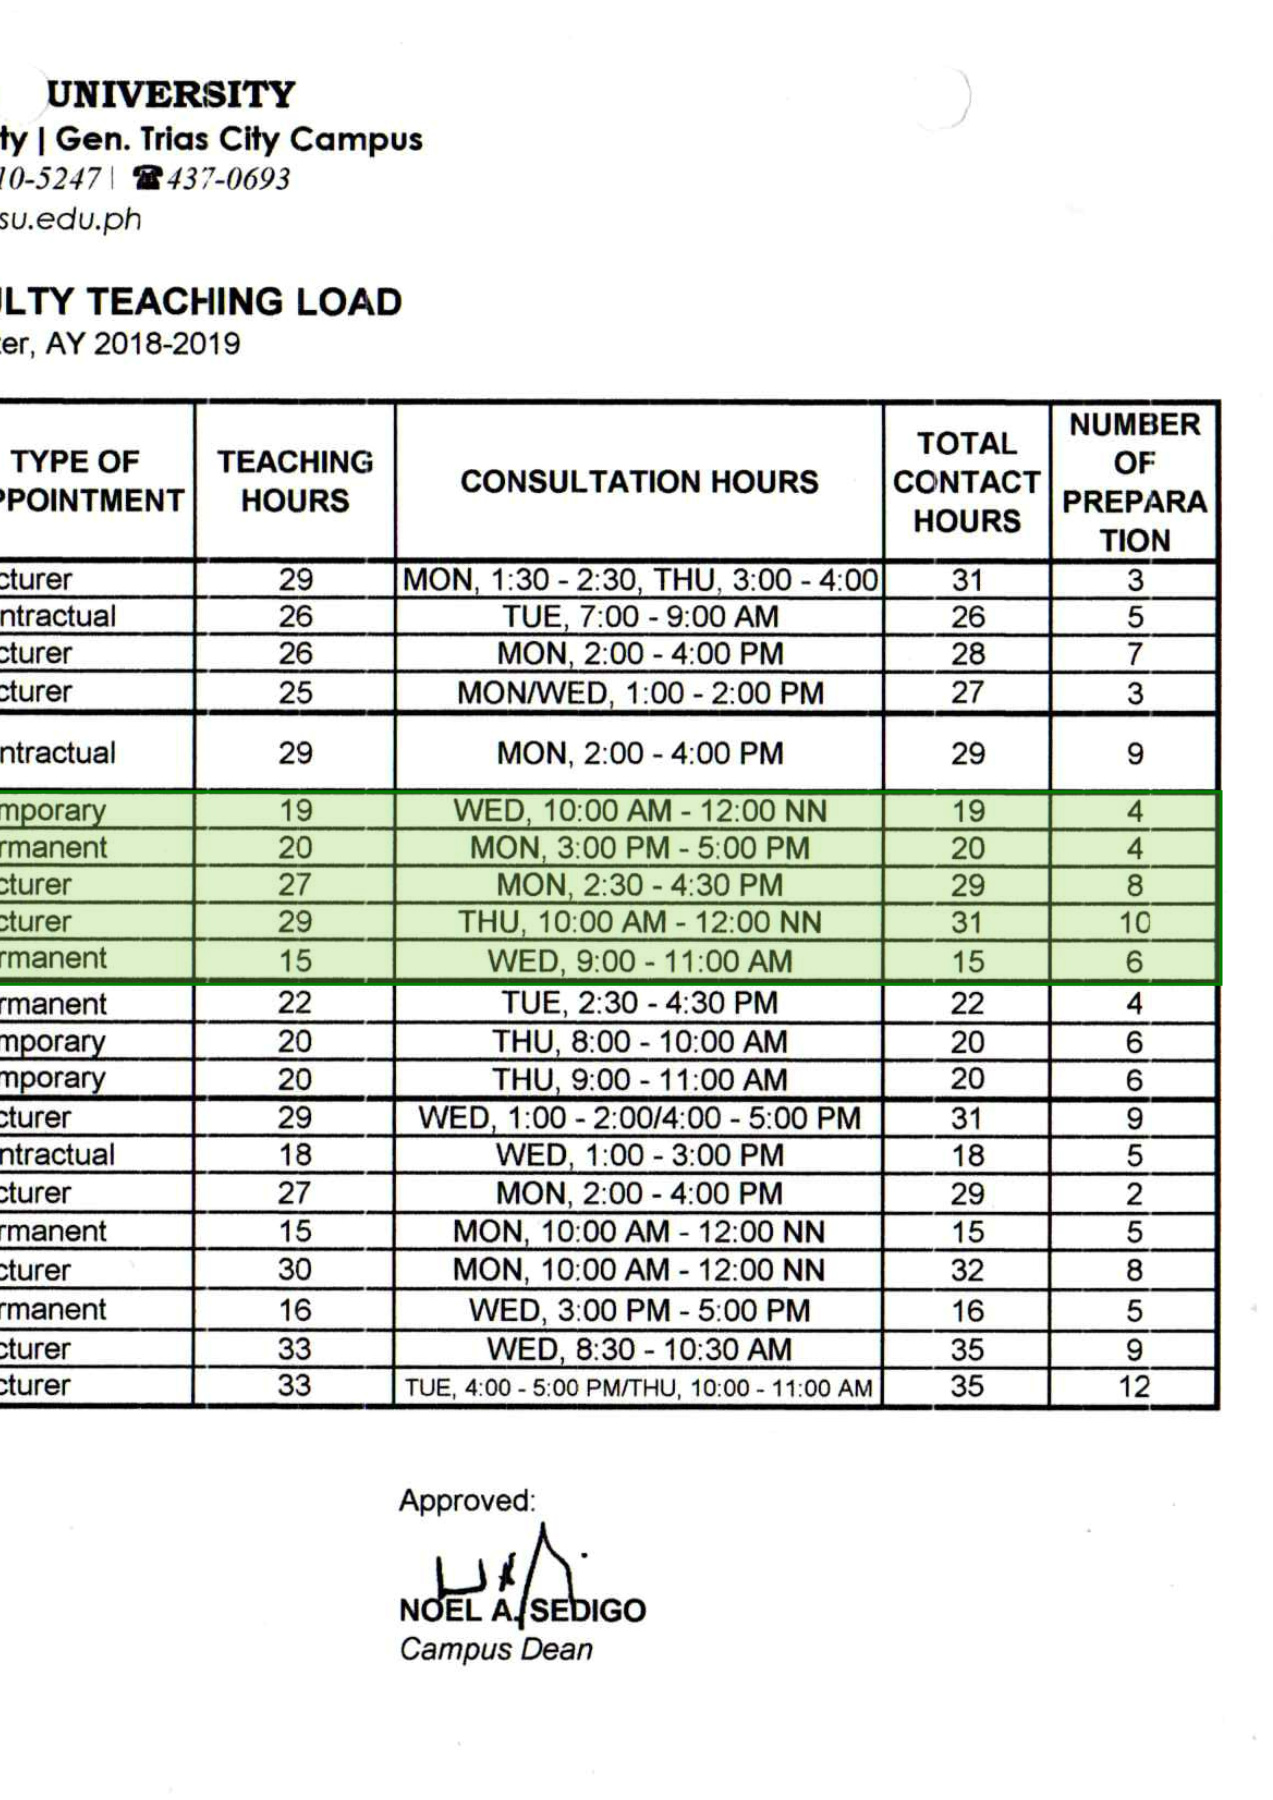 UNIVERSITY
ty | Gen. Trias City Campus
10-5247 | ☎437-0693
su.edu.ph
LTY TEACHING LOAD
er, AY 2018-2019
TYPE OF PPOINTMENT TEACHING HOURS CONSULTATION HOURS TOTAL CONTACT HOURS NUMBER OF PREPARA TION
cturer 29 MON, 1:30 - 2:30, THU, 3:00 - 4:00 31 3
ntractual 26 TUE, 7:00 - 9:00 AM 26 5
cturer 26 MON, 2:00 - 4:00 PM 28 7
cturer 25 MON/WED, 1:00 - 2:00 PM 27 3
ntractual 29 MON, 2:00 - 4:00 PM 29 9
mporary 19 WED, 10:00 AM - 12:00 NN 19 4
rmanent 20 MON, 3:00 PM - 5:00 PM 20 4
cturer 27 MON, 2:30 - 4:30 PM 29 8
cturer 29 THU, 10:00 AM - 12:00 NN 31 10
rmanent 15 WED, 9:00 - 11:00 AM 15 6
rmanent 22 TUE, 2:30 - 4:30 PM 22 4
mporary 20 THU, 8:00 - 10:00 AM 20 6
mporary 20 THU, 9:00 - 11:00 AM 20 6
cturer 29 WED, 1:00 - 2:00/4:00 - 5:00 PM 31 9
ntractual 18 WED, 1:00 - 3:00 PM 18 5
cturer 27 MON, 2:00 - 4:00 PM 29 2
rmanent 15 MON, 10:00 AM - 12:00 NN 15 5
cturer 30 MON, 10:00 AM - 12:00 NN 32 8
rmanent 16 WED, 3:00 PM - 5:00 PM 16 5
cturer 33 WED, 8:30 - 10:30 AM 35 9
cturer 33 TUE, 4:00 - 5:00 PM/THU, 10:00 - 11:00 AM 35 12
Approved:
NOEL A. SEDIGO
Campus Dean